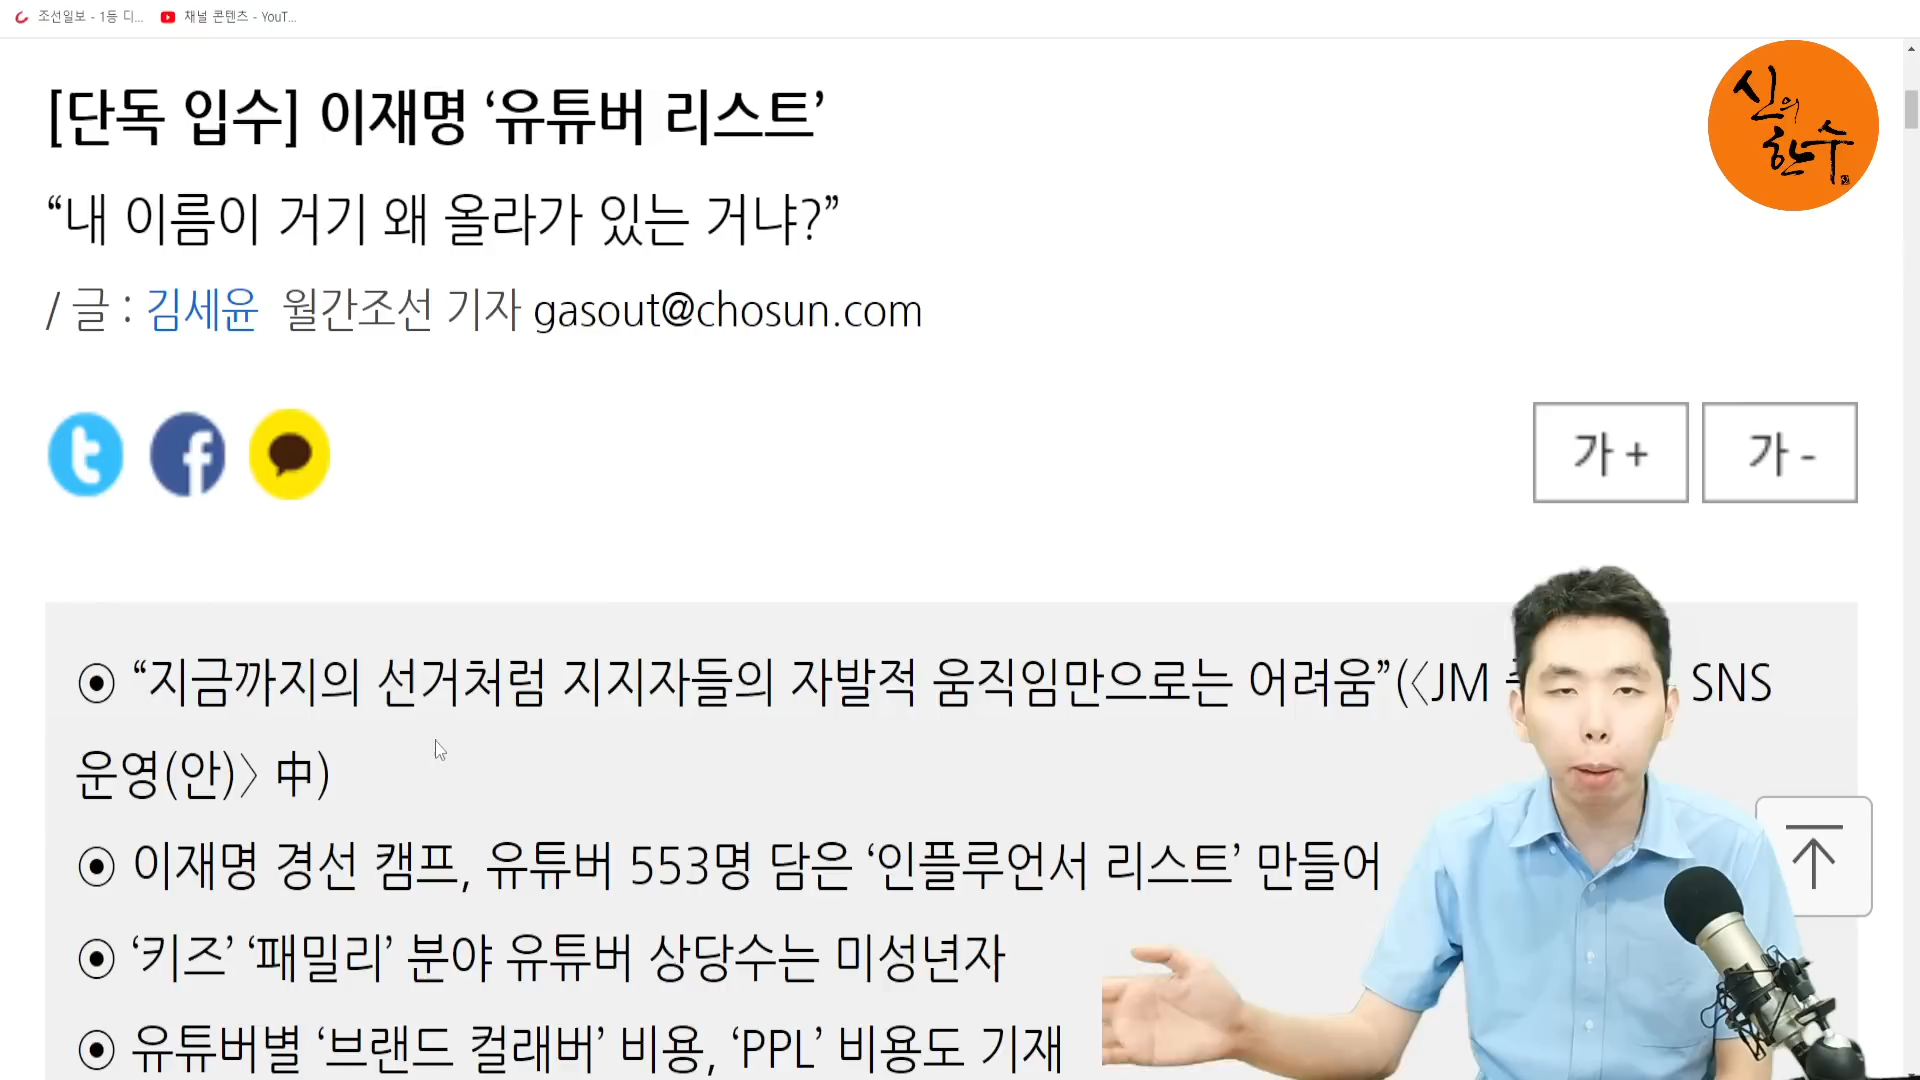 조선일보 - 1등 디...
채널 콘텐츠 - YouT...
[단독 입수] 이재명 ‘유튜버 리스트’
신의
한수
“내 이름이 거기 왜 올라가 있는 거냐?”
/ 글 : 김세윤 월간조선 기자 gasout@chosun.com
가 + 가 -
⦿ “지금까지의 선거처럼 지지자들의 자발적 움직임만으로는 어려움”(〈JM SNS
운영(안)〉 中)
⦿ 이재명 경선 캠프, 유튜버 553명 담은 ‘인플루언서 리스트’ 만들어
⦿ ‘키즈’ ‘패밀리’ 분야 유튜버 상당수는 미성년자
⦿ 유튜버별 ‘브랜드 컬래버’ 비용, ‘PPL’ 비용도 기재